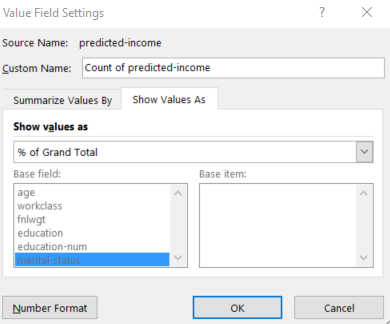 Value Field Settings ? ×
Source Name: predicted-income
Custom Name: Count of predicted-income
Summarize Values By Show Values As
Show values as
% of Grand Total
Base field: Base item:
age
workclass
fnlwgt
education
education-num
marital-status
Number Format OK Cancel